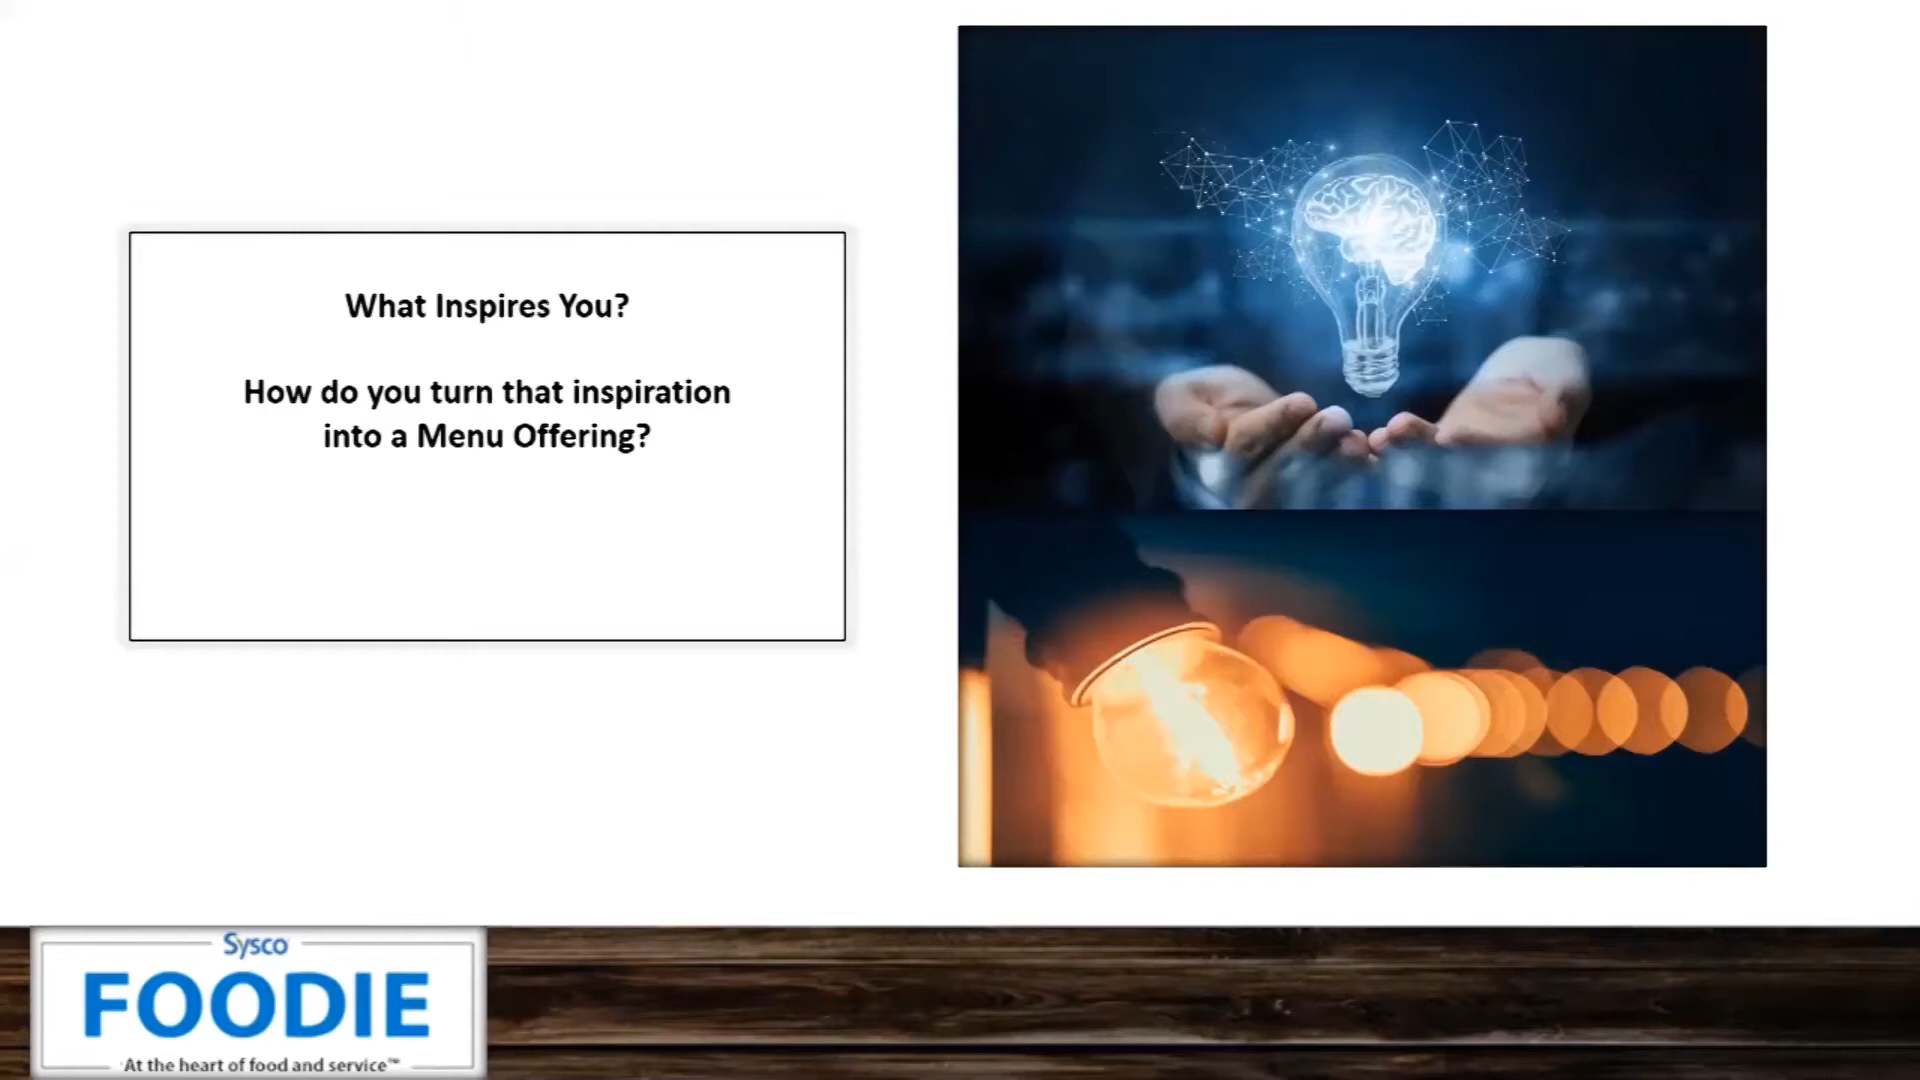 What Inspires You?
How do you turn that inspiration
into a Menu Offering?
Sysco
FOODIE
At the heart of food and service™